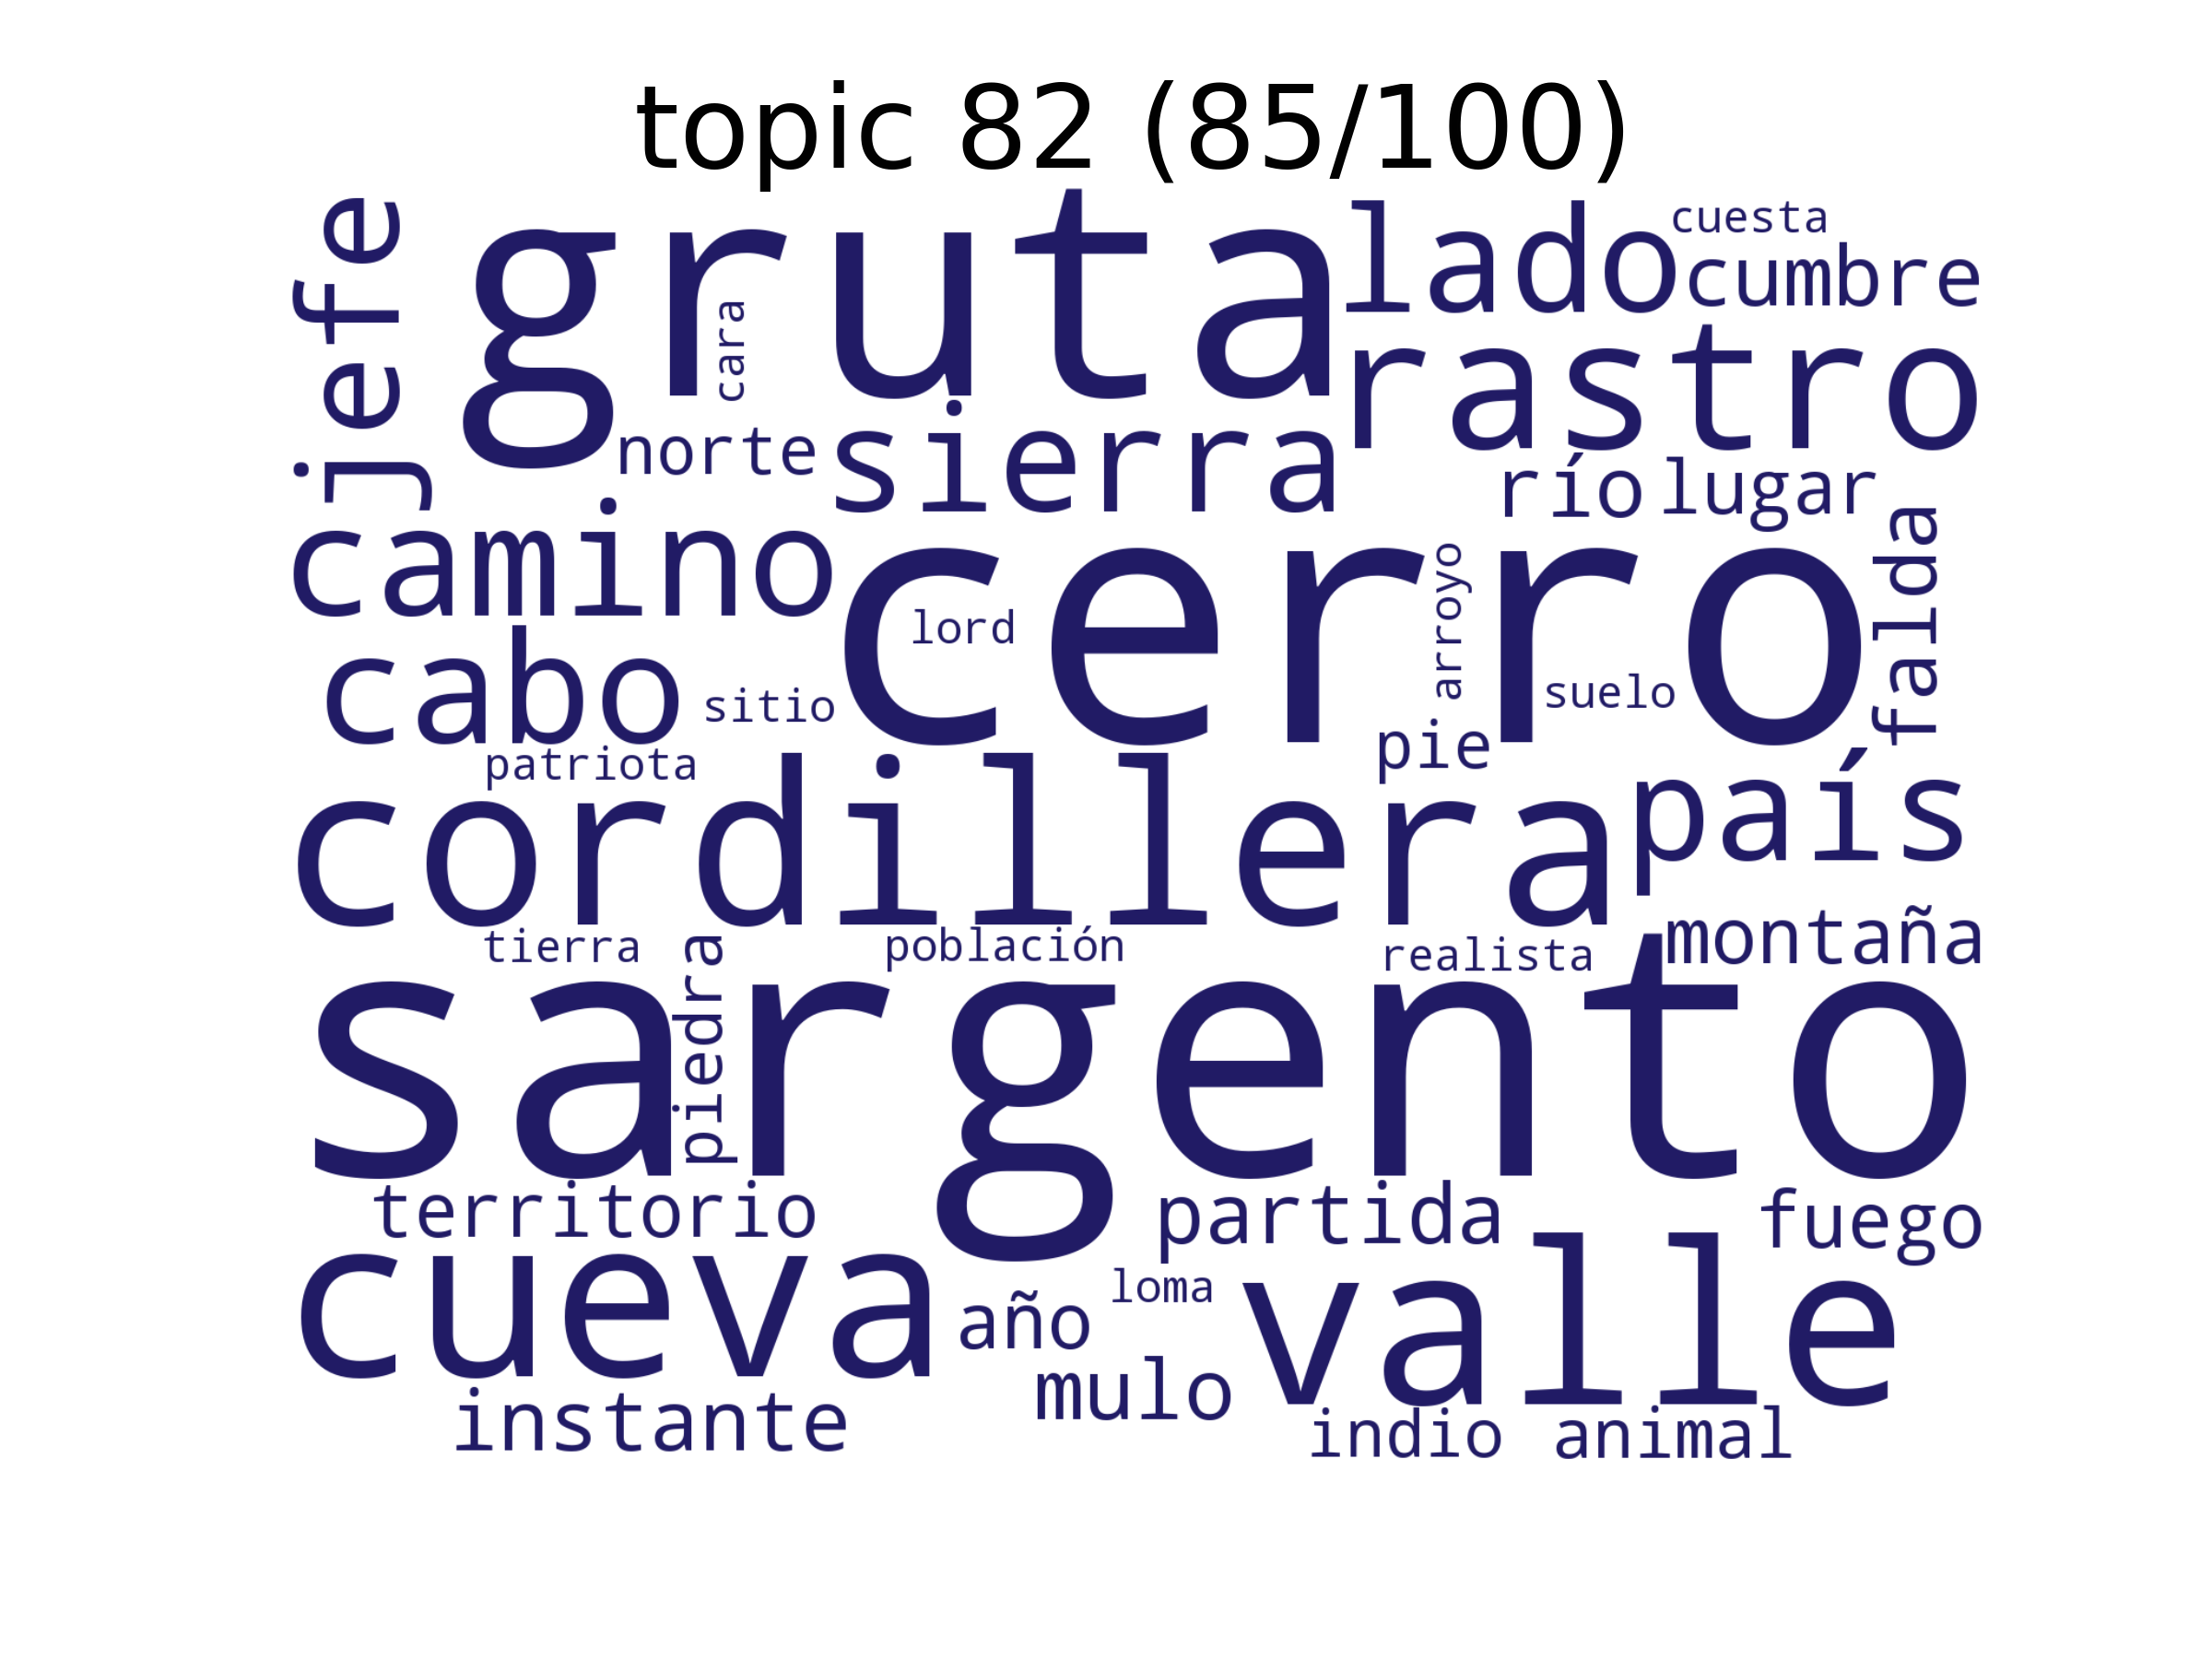 topic 82 (85/100)
jefe
gruta
lado
cuesta
cumbre
cara
rastro
norte
sierra
río
lugar
camino
cerro
falda
lord
arroyo
cabo
sitio
suelo
pie
patriota
cordillera
país
tierra
población
realista
montaña
sargento
piedra
territorio
partida
fuego
cueva
año
loma
valle
mulo
instante
indio
animal